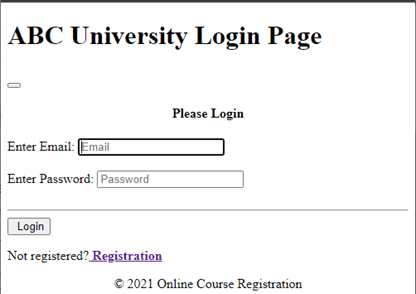 ABC University Login Page
Please Login
Enter Email: Email
Enter Password: Password
Login
Not registered? Registration
© 2021 Online Course Registration